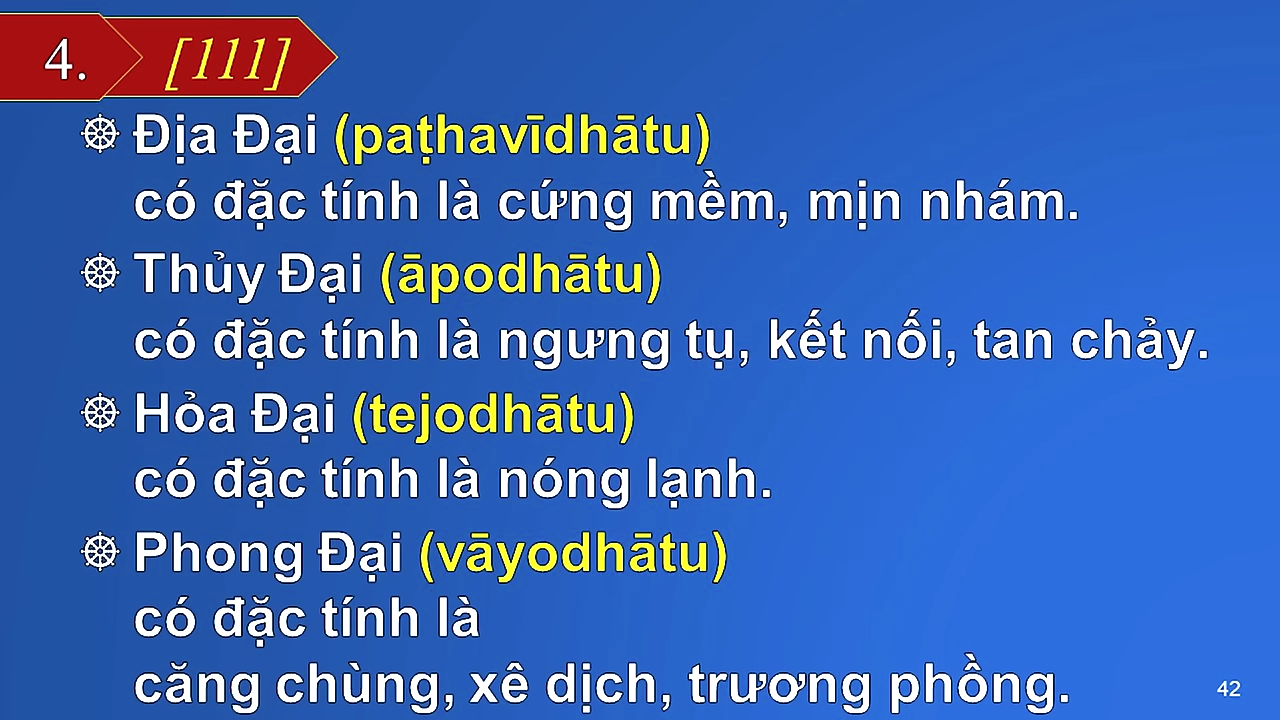 4. [111]
Địa Đại (paṭhavīdhātu)
có đặc tính là cứng mềm, mịn nhám.
Thủy Đại (āpodhātu)
có đặc tính là ngưng tụ, kết nối, tan chảy.
Hỏa Đại (tejodhātu)
có đặc tính là nóng lạnh.
Phong Đại (vāyodhātu)
có đặc tính là
căng chùng, xê dịch, trương phồng.
42